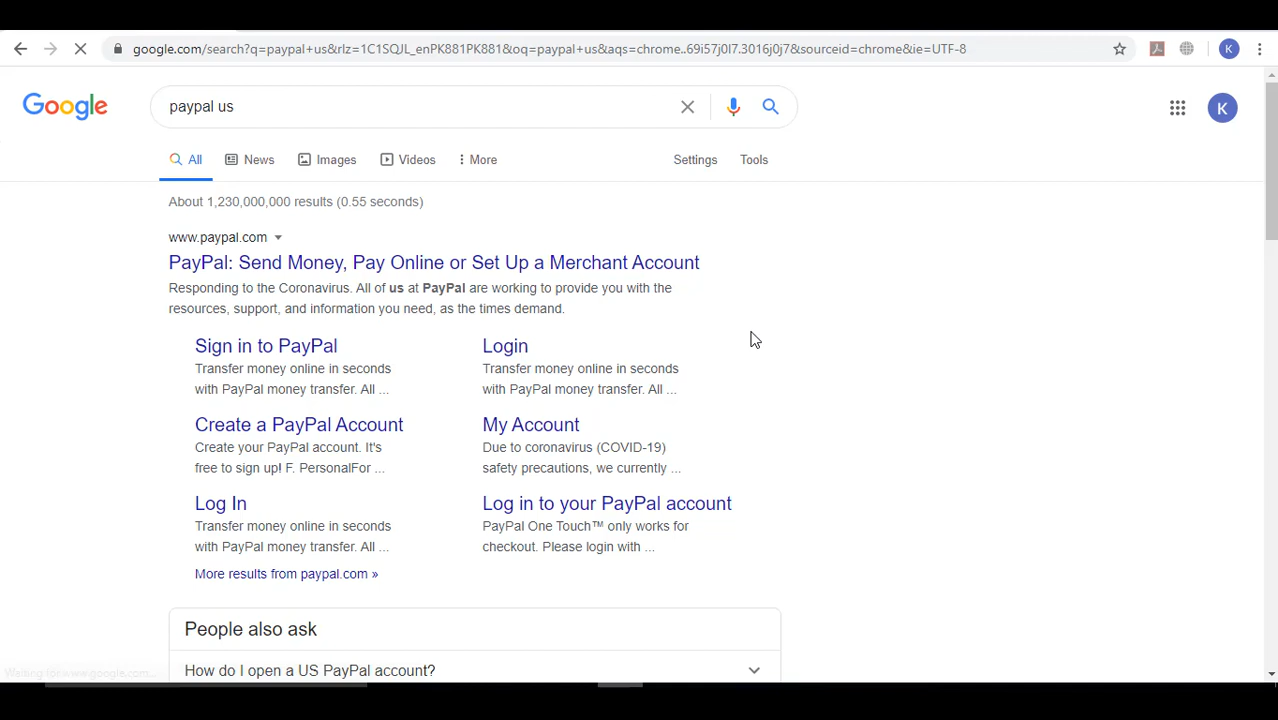 google.com/search?q=paypal+us&rlz=1C1SQJL_enPK881PK881&oq=paypal+us&aqs=chrome..69i57j0l7.3016j0j7&sourceid=chrome&ie=UTF-8
K
Google
paypal us
K
All
News
Images
Videos
More
Settings
Tools
About 1,230,000,000 results (0.55 seconds)
www.paypal.com
PayPal: Send Money, Pay Online or Set Up a Merchant Account
Responding to the Coronavirus. All of us at PayPal are working to provide you with the
resources, support, and information you need, as the times demand.
Sign in to PayPal
Transfer money online in seconds
with PayPal money transfer. All ...
Login
Transfer money online in seconds
with PayPal money transfer. All ...
Create a PayPal Account
Create your PayPal account. It's
free to sign up! F. PersonalFor ...
My Account
Due to coronavirus (COVID-19)
safety precautions, we currently ...
Log In
Transfer money online in seconds
with PayPal money transfer. All ...
Log in to your PayPal account
PayPal One Touch™ only works for
checkout. Please login with ...
More results from paypal.com »
People also ask
How do I open a US PayPal account?
Waiting for www.google.com...